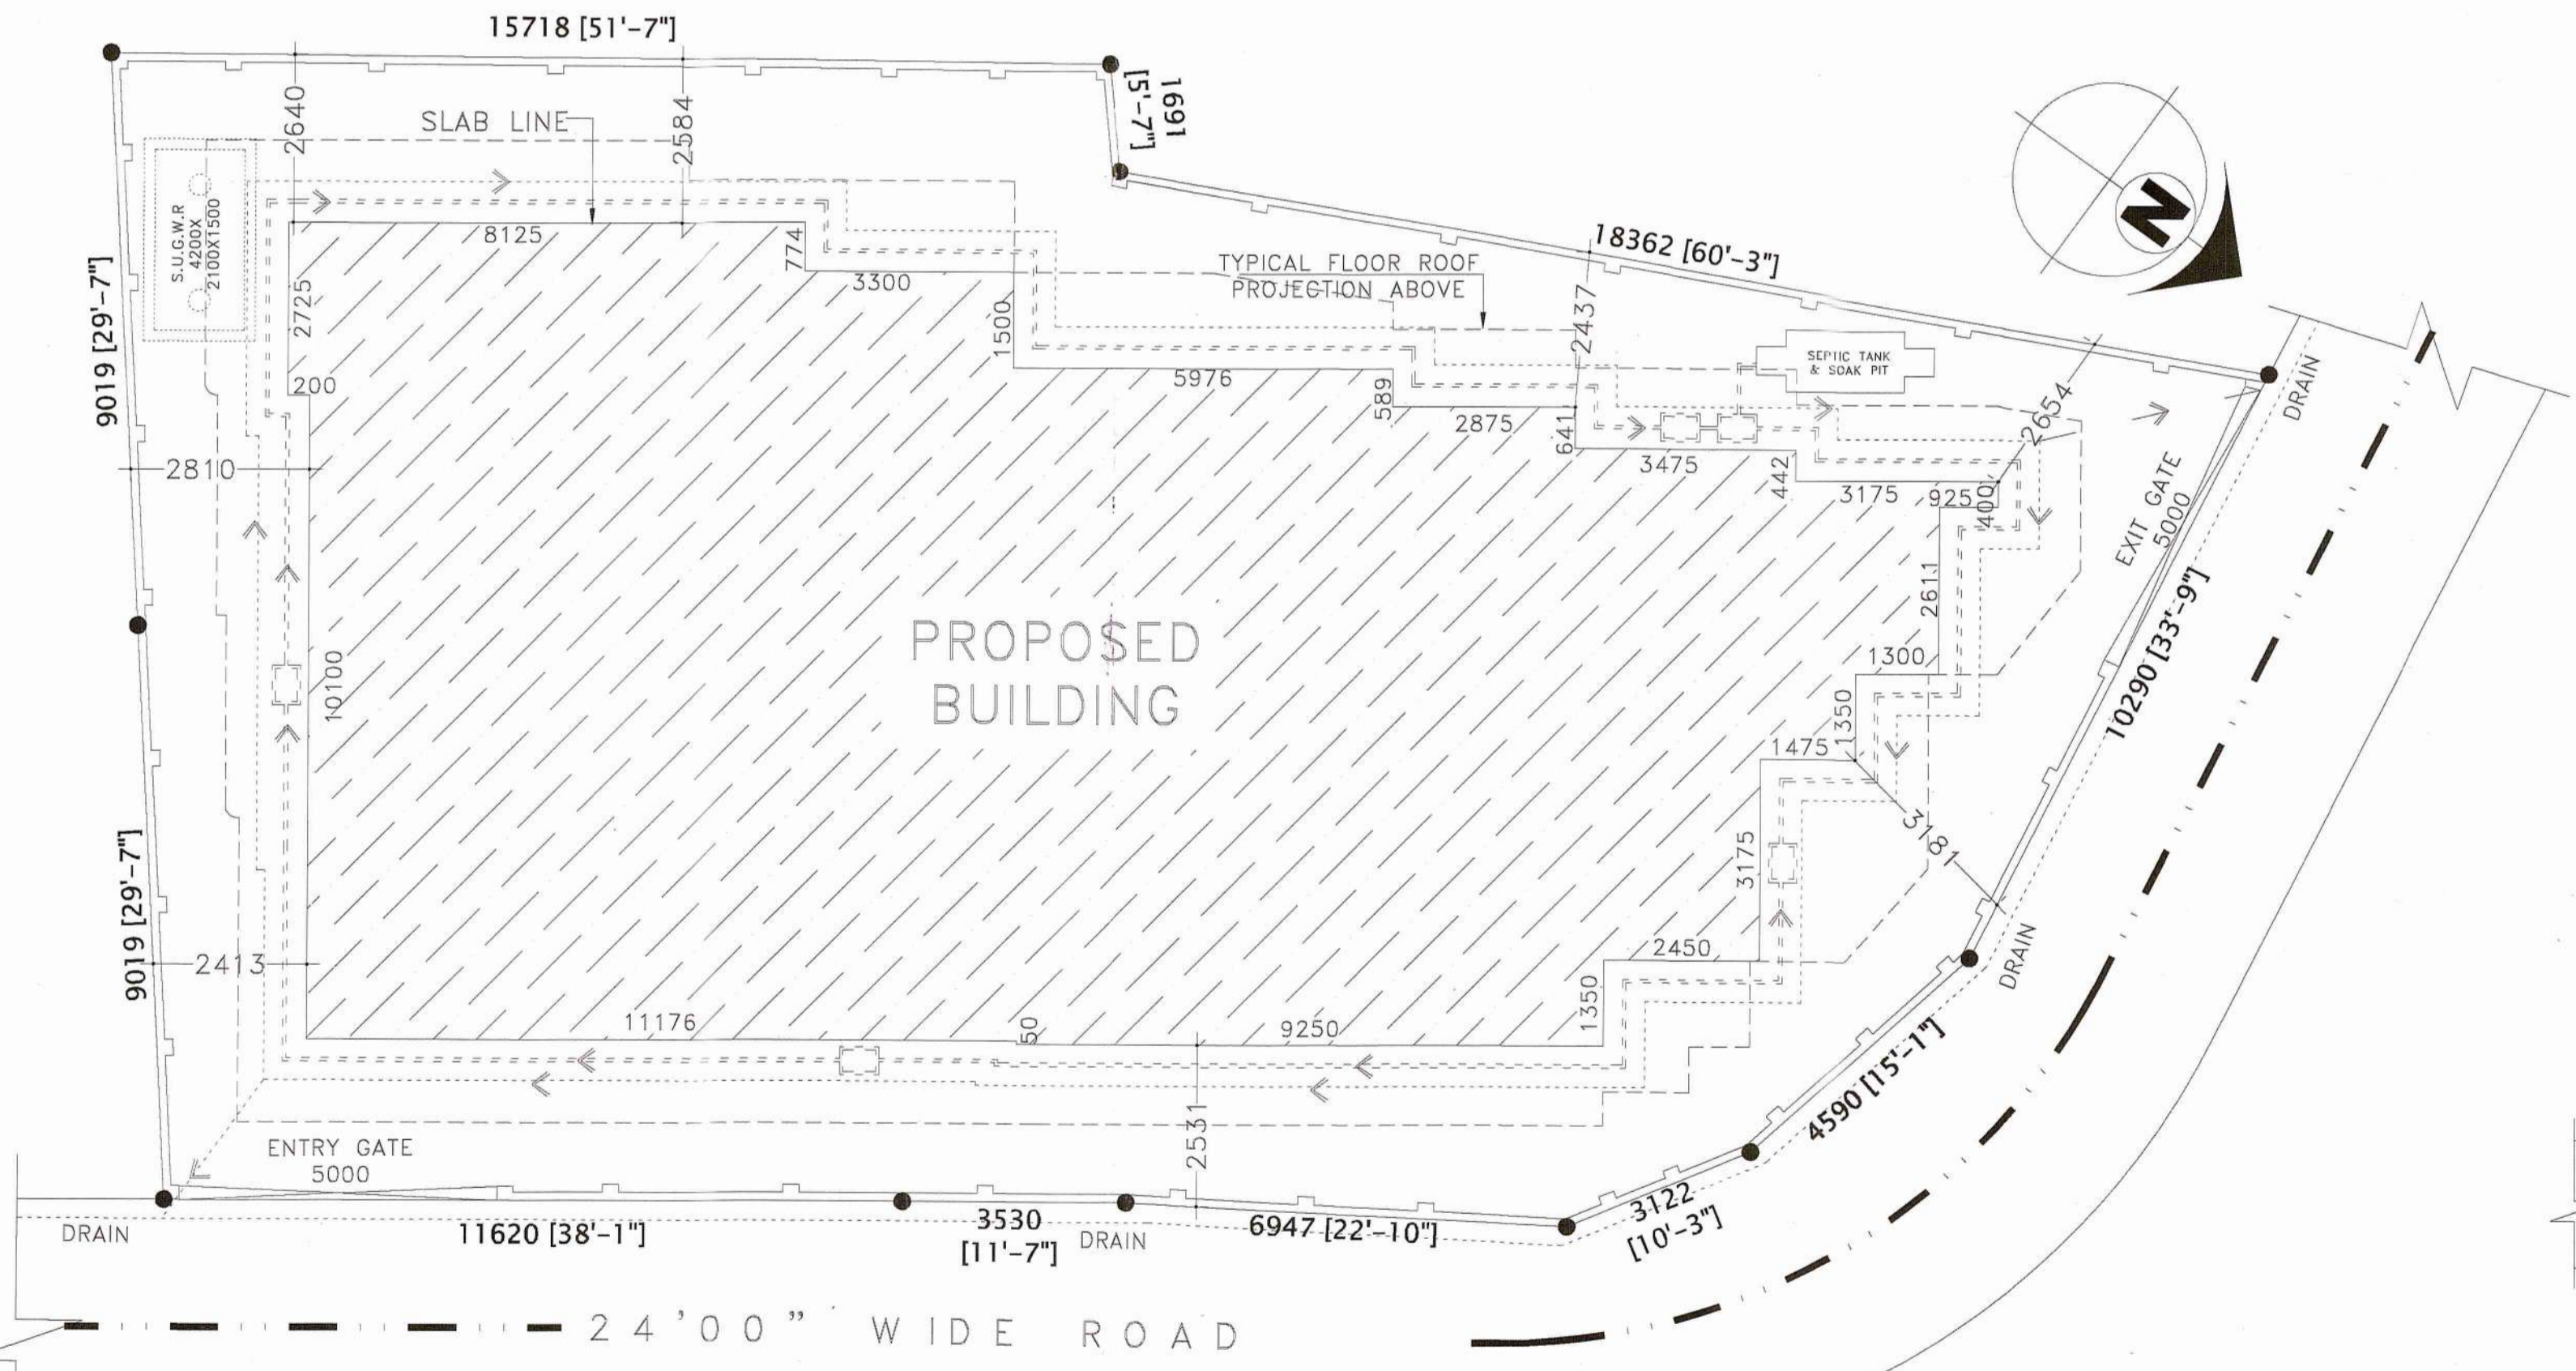 15718 [51'-7"]
1691
[5'-7"]
2640
2584
SLAB LINE
18362 [60'-3"]
N
S.U.G.W.R
4200X
2100X1500
8125
774
3300
TYPICAL FLOOR ROOF
PROJECTION ABOVE
2437
9019 [29'-7"]
2725
1500
5976
589
2875
641
SEPTIC TANK
& SOAK PIT
2654
DRAIN
200
2810
3475
442
3175
925
400
EXIT GATE
5000
2611
10290 [33'-9"]
PROPOSED
BUILDING
10100
1300
1350
1475
3181
9019 [29'-7"]
3175
2413
2450
DRAIN
1350
11176
50
9250
4590 [15'-1"]
2531
ENTRY GATE
5000
3122
[10'-3"]
DRAIN
11620 [38'-1"]
3530
[11'-7"]
DRAIN
6947 [22'-10"]
24'00" WIDE ROAD